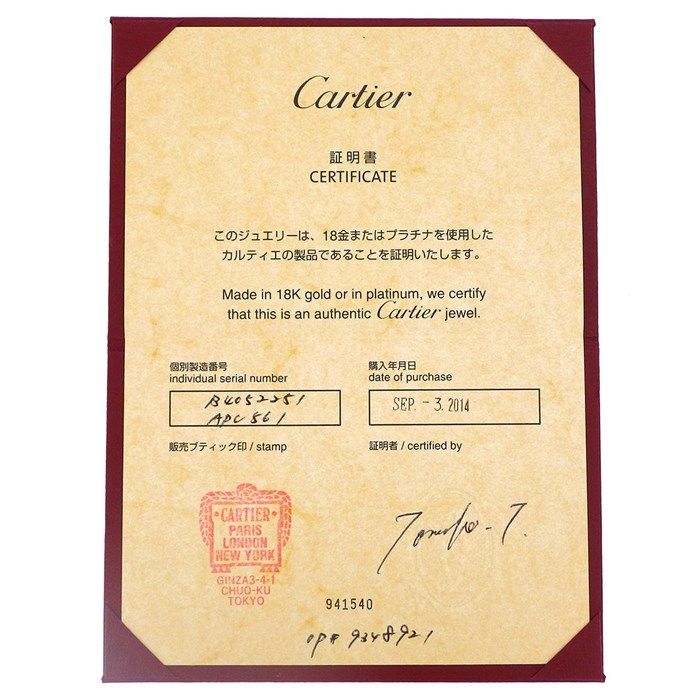 Cartier
証明書
CERTIFICATE
このジュエリーは、18金またはプラチナを使用した
カルティエの製品であることを証明いたします。
Made in 18K gold or in platinum, we certify
that this is an authentic Cartier jewel.
個別製造番号
individual serial number
B4052251
APC561
購入年月日
date of purchase
SEP. -3. 2014
販売ブティック印 / stamp
証明者 / certified by
CARTIER
PARIS
LONDON
NEW YORK
GINZA3-4-1
CHUO-KU
TOKYO
941540
OP# 9348921